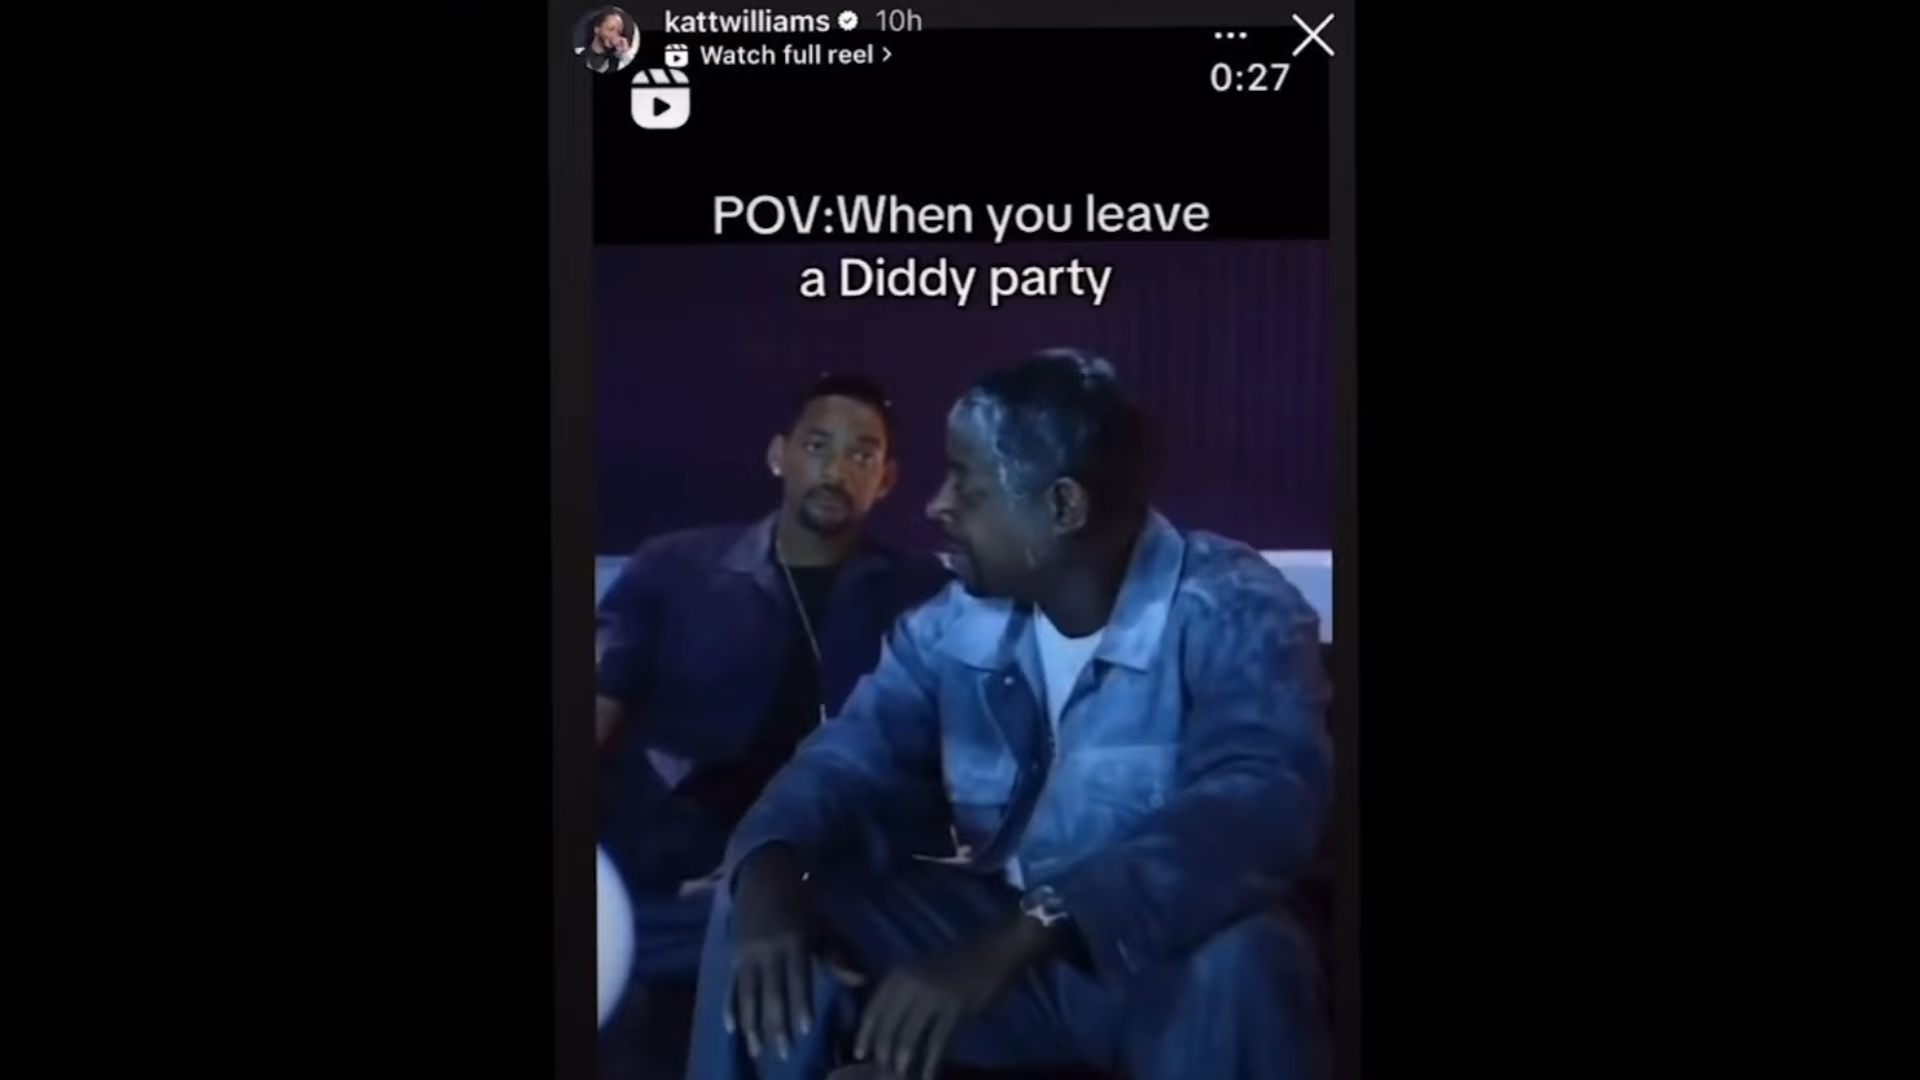 kattwilliams 10h
Watch full reel >
0:27
POV:When you leave
a Diddy party